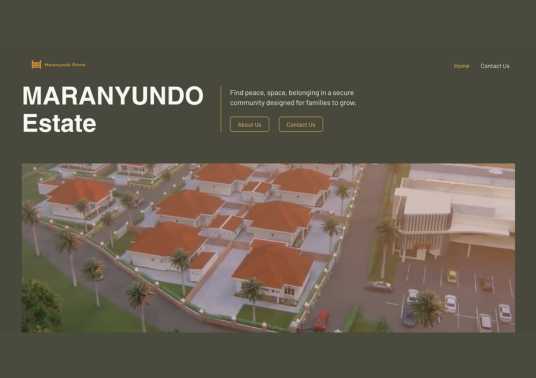 Maranyundo Estate
Home
Contact Us
MARANYUNDO
Estate
Find peace, space, belonging in a secure
community designed for families to grow.
About Us
Contact Us